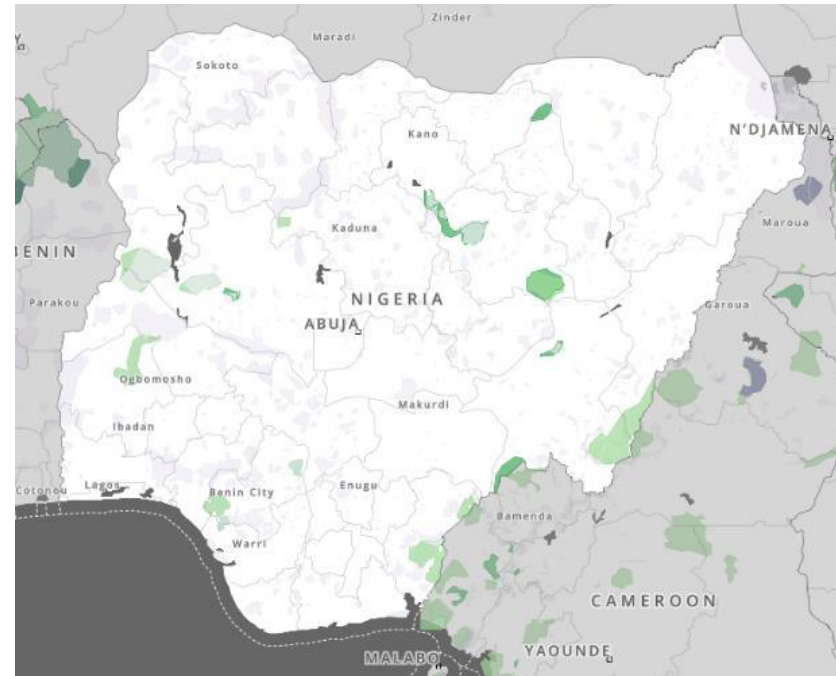 Zinder
Maradi
Sokoto
Kano
N'DJAMENA
Maroua
Kaduna
BENIN
NIGERIA
Parakou
Garoua
ABUJA
Ogbomosho
Makurdi
Ibadan
Lagos
Cotonou
Benin City
Enugu
Bamenda
Warri
CAMEROON
YAOUNDE
MALABO